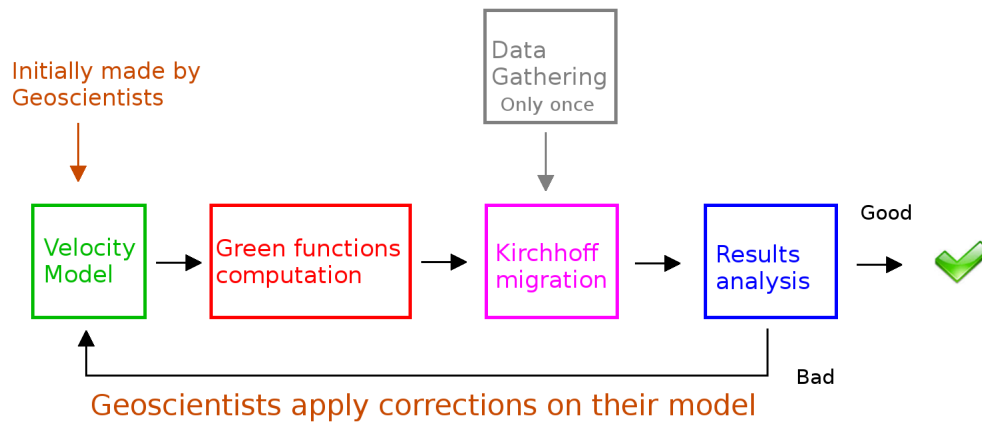 Initially made by
Geoscientists
Data
Gathering
Only once
Velocity
Model
Green functions
computation
Kirchhoff
migration
Results
analysis
Good
Bad
Geoscientists apply corrections on their model